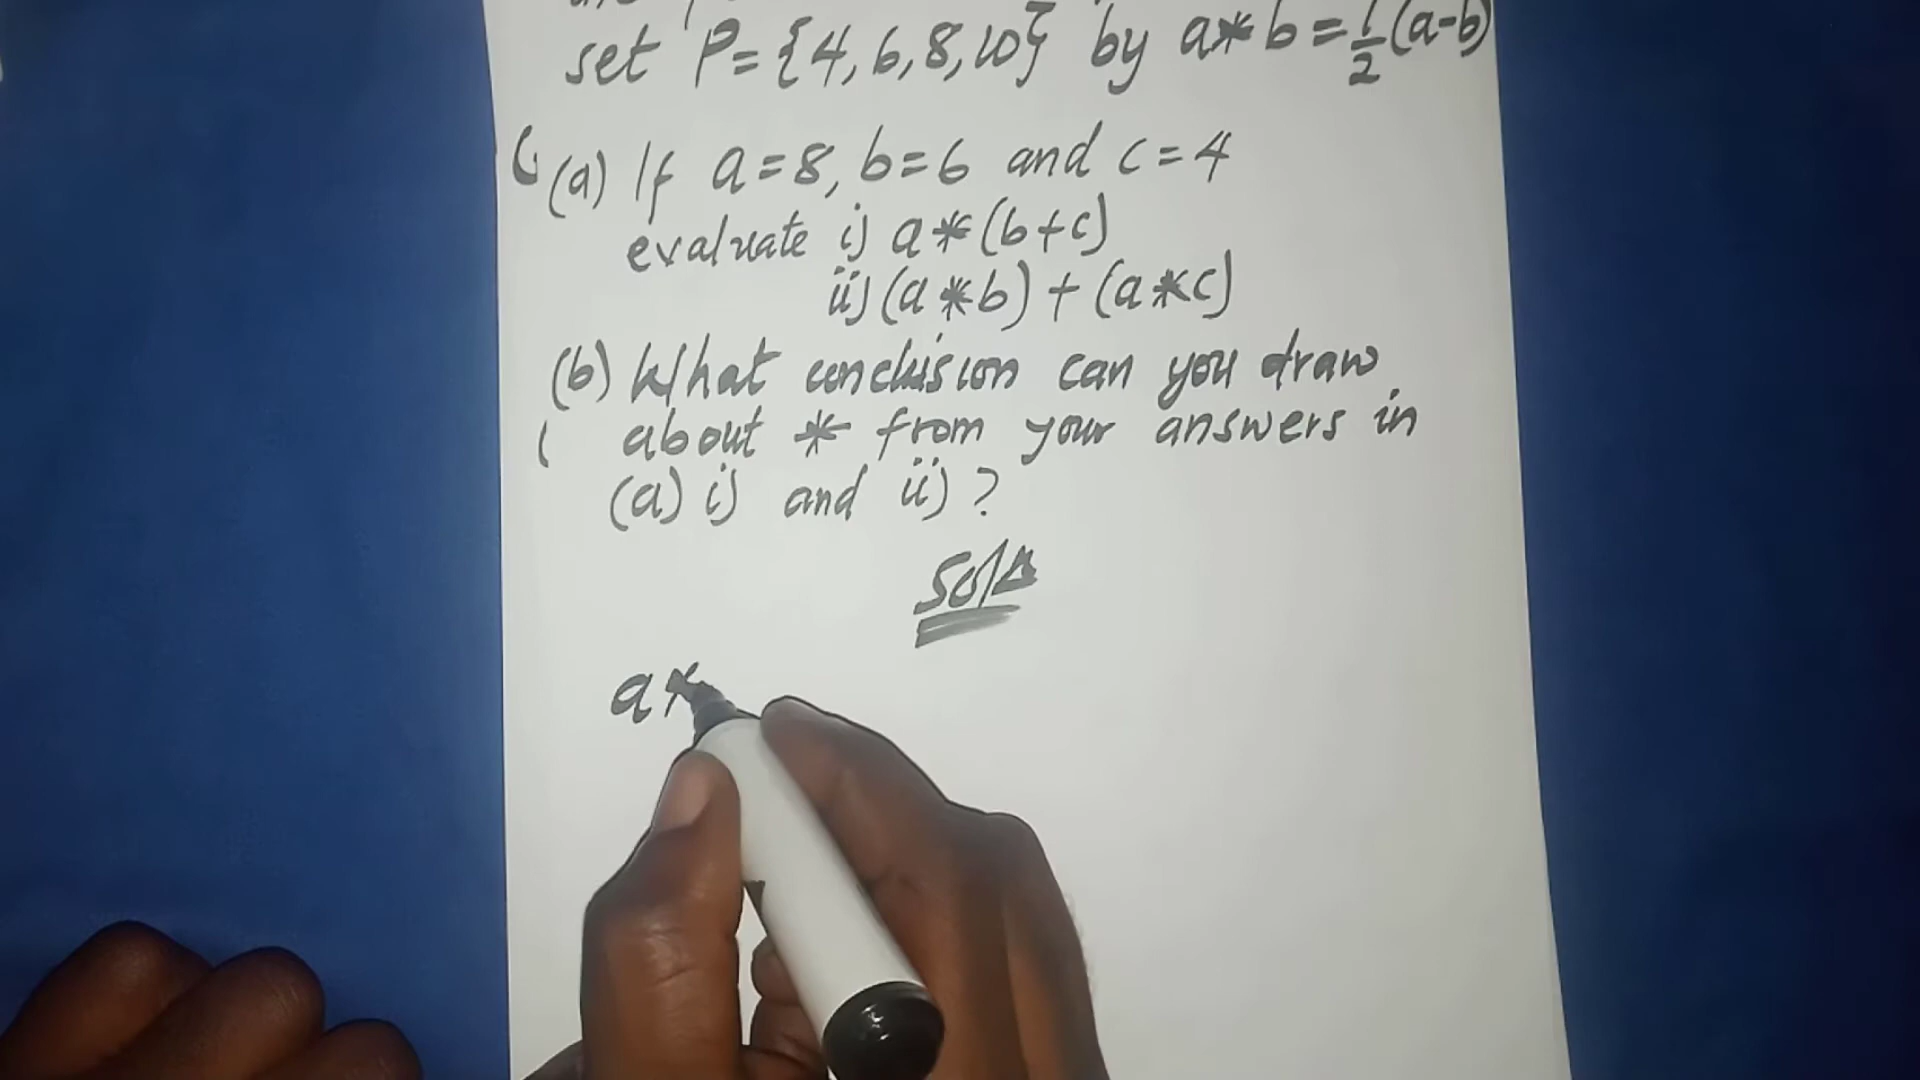 set P={4,6,8,10} by a*b=½(a-b)
(a) If a=8, b=6 and c=4
evaluate i) a*(b+c)
ii) (a*b) + (a*c)
(b) What conclusion can you draw
about * from your answers in
(a) i) and ii)?
Soln
a*